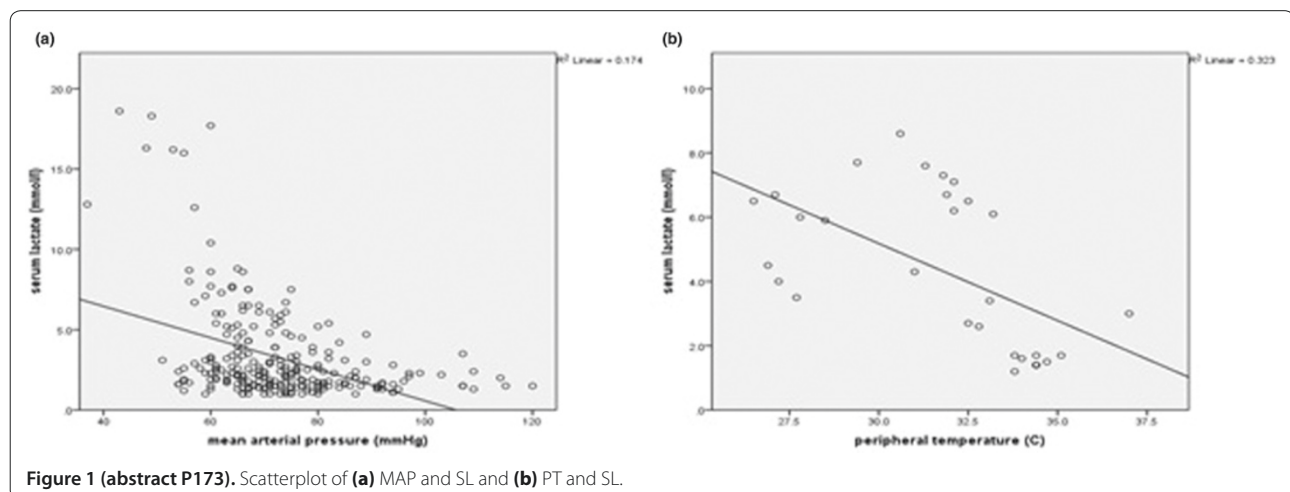 (a)
R² Linear = 0.174
20.0
15.0
10.0
5.0
.0
serum lactate (mmol/l)
40 60 80 100 120
mean arterial pressure (mmHg)
(b)
R² Linear = 0.323
10.0
8.0
6.0
4.0
2.0
.0
serum lactate (mmol/l)
27.5 30.0 32.5 35.0 37.5
peripheral temperature (C)
Figure 1 (abstract P173). Scatterplot of (a) MAP and SL and (b) PT and SL.